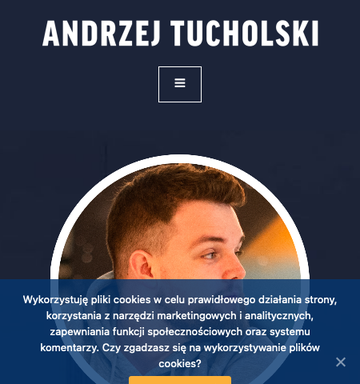 ANDRZEJ TUCHOLSKI
Wykorzystuję pliki cookies w celu prawidłowego działania strony,
korzystania z narzędzi marketingowych i analitycznych,
zapewniania funkcji społecznościowych oraz systemu
komentarzy. Czy zgadzasz się na wykorzystywanie plików
cookies?